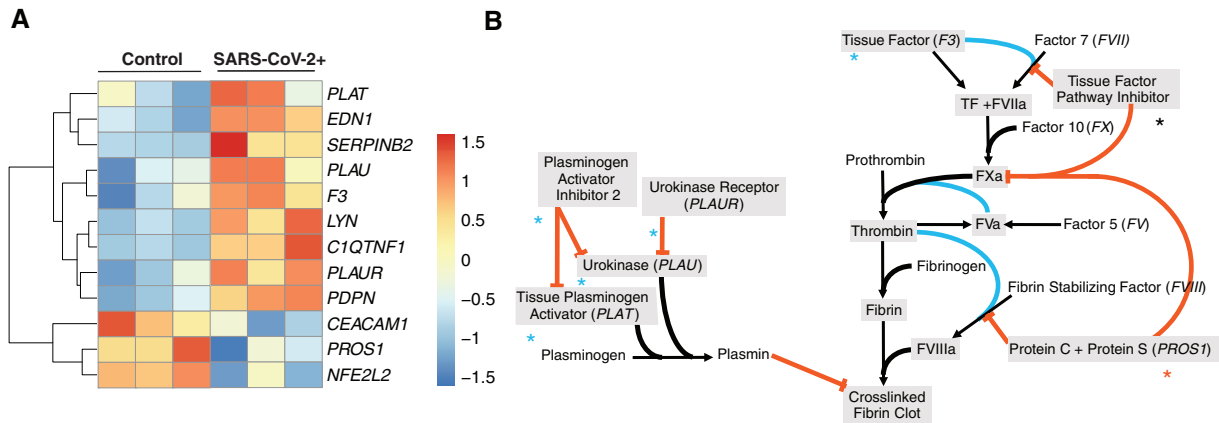 A
Control
SARS-CoV-2+
PLAT
EDN1
SERPINB2
PLAU
F3
LYN
C1QTNF1
PLAUR
PDPN
CEACAM1
PROS1
NFE2L2
1.5
1
0.5
0
−0.5
−1
−1.5
B
Tissue Factor (F3)
*
Factor 7 (FVII)
Tissue Factor
Pathway Inhibitor
*
TF +FVIIa
Factor 10 (FX)
Prothrombin
FXa
Plasminogen
Activator
Inhibitor 2
*
Urokinase Receptor
(PLAUR)
*
Thrombin
FVa
Factor 5 (FV)
Urokinase (PLAU)
*
Fibrinogen
Tissue Plasminogen
Activator (PLAT)
*
Fibrin Stabilizing Factor (FVIII)
Fibrin
Plasminogen
Plasmin
FVIIIa
Protein C + Protein S (PROS1)
*
Crosslinked
Fibrin Clot